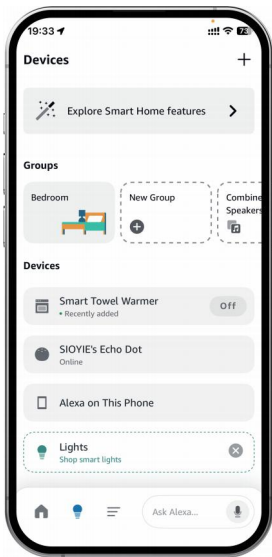 19:33
73
Devices
Explore Smart Home features
Groups
Bedroom
New Group
Combine
Speakers
Devices
Smart Towel Warmer
• Recently added
Off
SIOYIE's Echo Dot
Online
Alexa on This Phone
Lights
Shop smart lights
Ask Alexa...